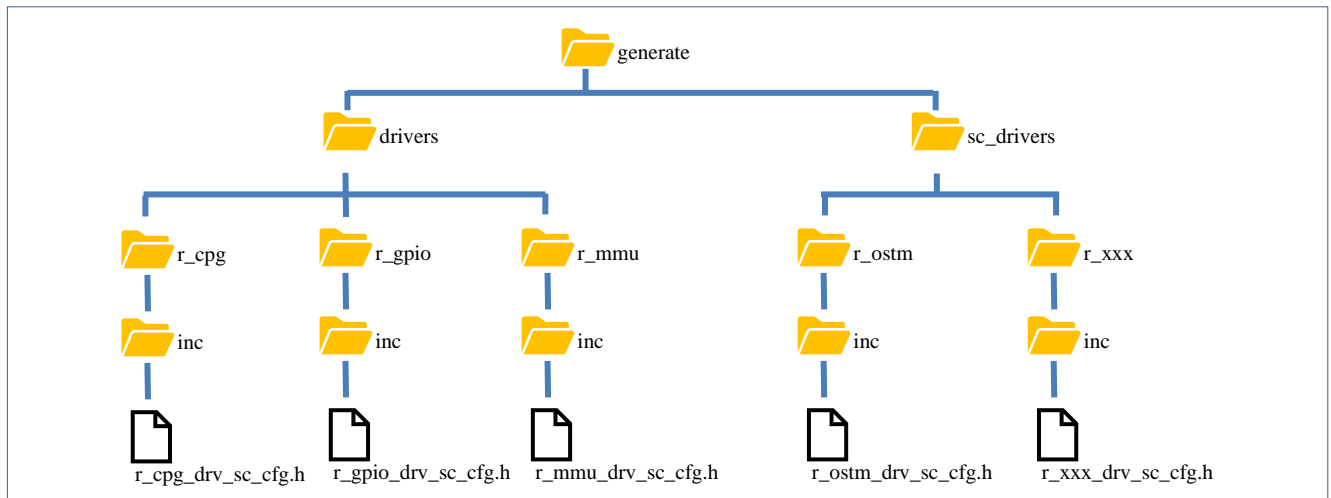 generate
drivers
sc_drivers
r_cpg
r_gpio
r_mmu
r_ostm
r_xxx
inc
inc
inc
inc
inc
r_cpg_drv_sc_cfg.h
r_gpio_drv_sc_cfg.h
r_mmu_drv_sc_cfg.h
r_ostm_drv_sc_cfg.h
r_xxx_drv_sc_cfg.h